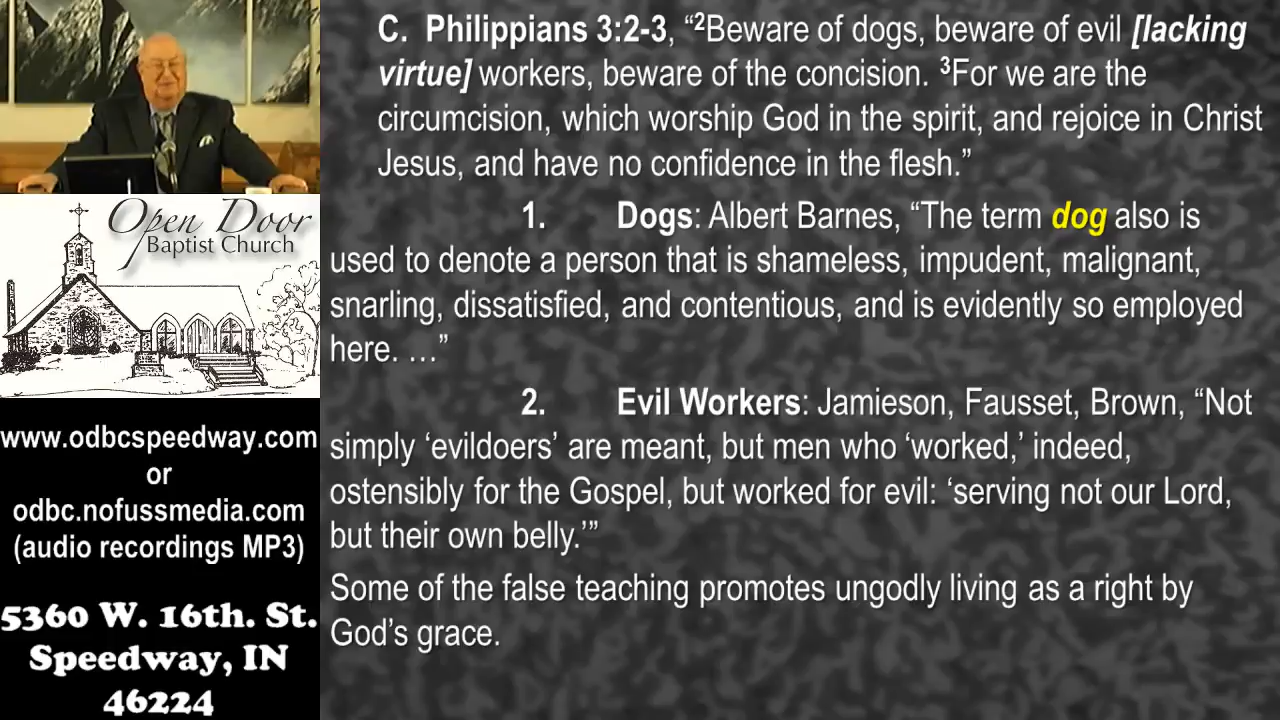 C. Philippians 3:2-3, “²Beware of dogs, beware of evil [lacking
virtue] workers, beware of the concision. ³For we are the
circumcision, which worship God in the spirit, and rejoice in Christ
Jesus, and have no confidence in the flesh.”
1. Dogs: Albert Barnes, “The term dog also is
used to denote a person that is shameless, impudent, malignant,
snarling, dissatisfied, and contentious, and is evidently so employed
here. …”
2. Evil Workers: Jamieson, Fausset, Brown, “Not
simply ‘evildoers’ are meant, but men who ‘worked,’ indeed,
ostensibly for the Gospel, but worked for evil: ‘serving not our Lord,
but their own belly.’”
Some of the false teaching promotes ungodly living as a right by
God’s grace.
Open Door
Baptist Church
www.odbcspeedway.com
or
odbc.nofussmedia.com
(audio recordings MP3)
5360 W. 16th. St.
Speedway, IN
46224